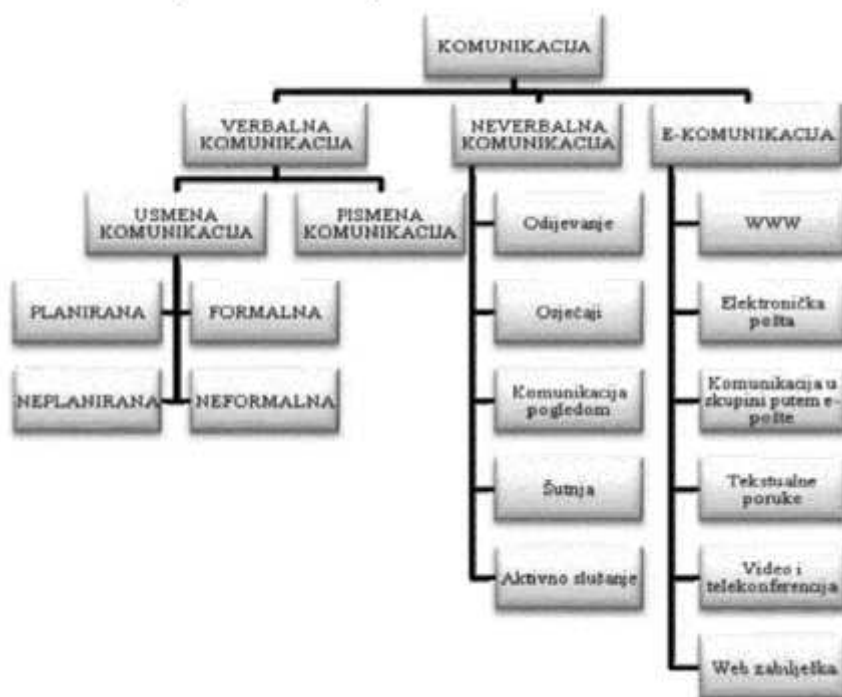 KOMUNIKACIJA
VERBALNA
KOMUNIKACIJA
NEVERBALNA
KOMUNIKACIJA
E-KOMUNIKACIJA
USMENA
KOMUNIKACIJA
PISMENA
KOMUNIKACIJA
PLANIRANA
FORMALNA
NEPLANIRANA
NEFORMALNA
Odijevanje
Osjećaji
Komunikacija
pogledom
Šutnja
Aktivno slušanje
WWW
Elektronička
pošta
Komunikacija u
skupini putem e-
pošte
Tekstualne
poruke
Video i
telekonferencija
Web zabilješka